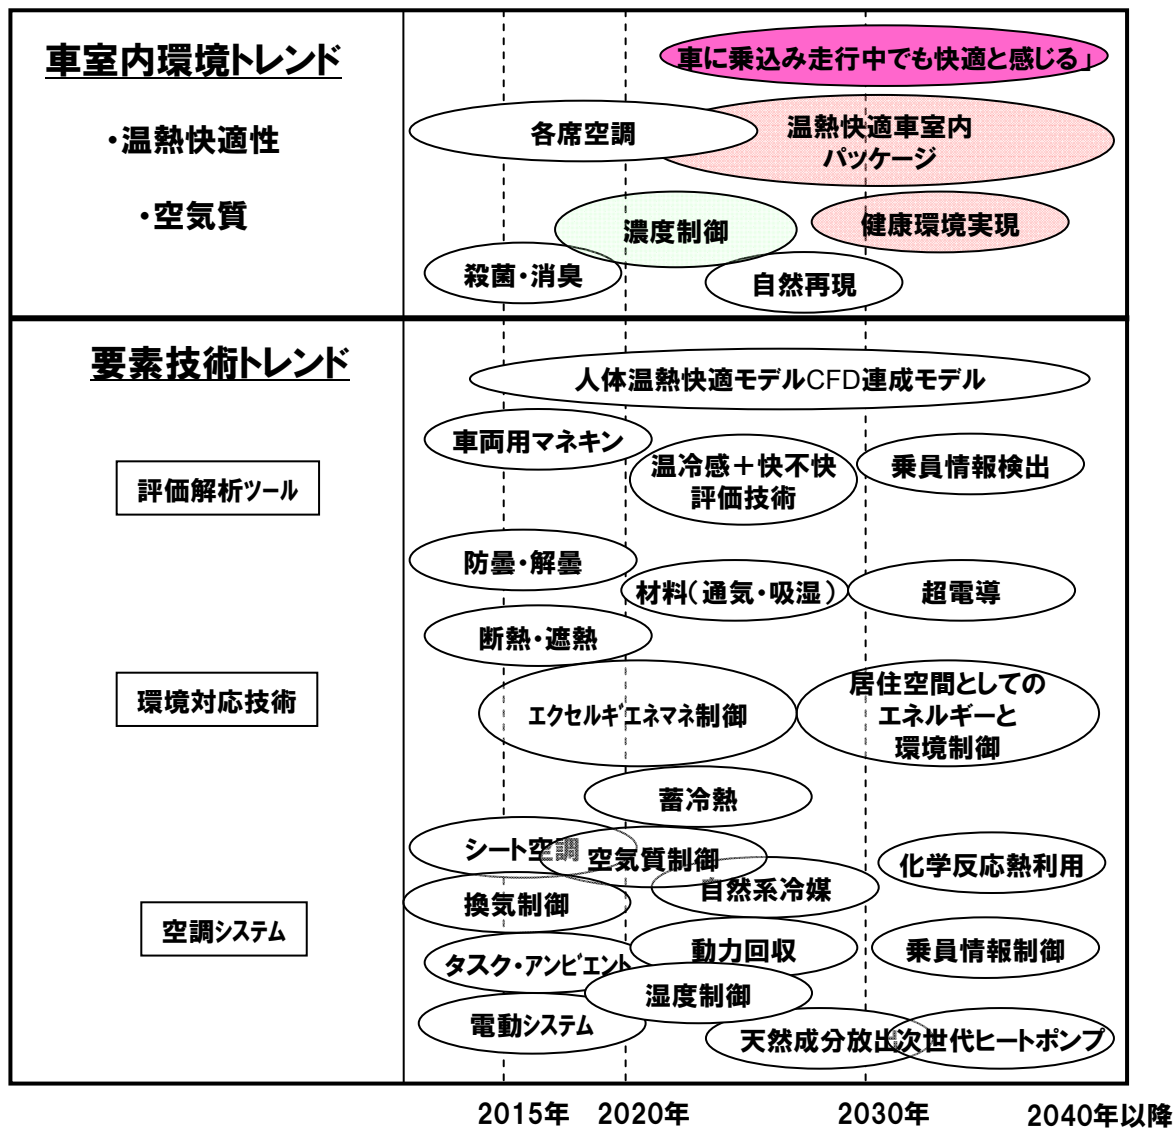 車室内環境トレンド
・温熱快適性
・空気質
車に乗込み走行中でも快適と感じる」
各席空調
温熱快適車室内
パッケージ
濃度制御
健康環境実現
殺菌・消臭
自然再現
要素技術トレンド
人体温熱快適モデルCFD連成モデル
車両用マネキン
温冷感+快不快
評価技術
乗員情報検出
評価解析ツール
防曇・解曇
材料(通気・吸湿)
超電導
断熱・遮熱
環境対応技術
エクセルギエネマネ制御
居住空間としての
エネルギーと
環境制御
蓄冷熱
シート空調
空気質制御
化学反応熱利用
自然系冷媒
換気制御
空調システム
動力回収
乗員情報制御
タスク・アンビエント
湿度制御
電動システム
天然成分放出
次世代ヒートポンプ
2015年
2020年
2030年
2040年以降